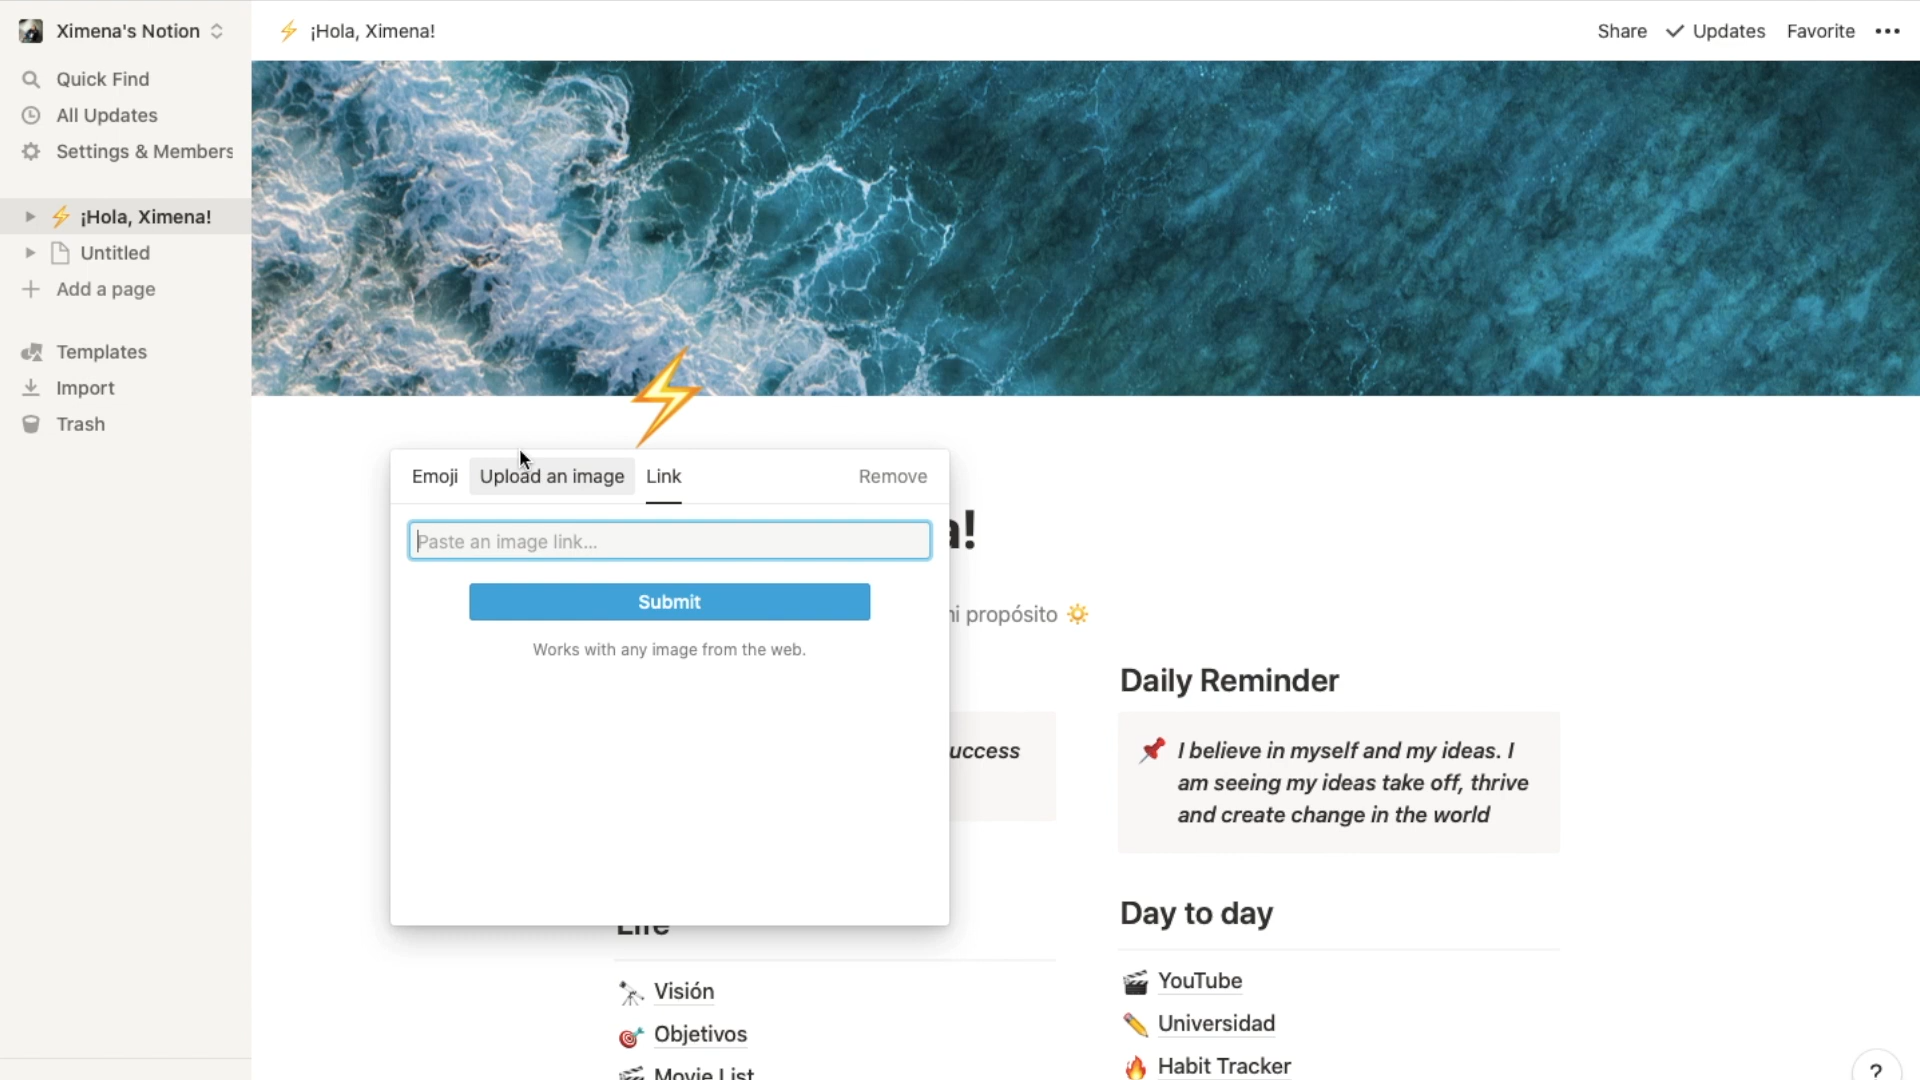 Ximena's Notion
⚡ ¡Hola, Ximena!
Share
✓ Updates
Favorite
•••
Quick Find
All Updates
Settings & Members
⚡ ¡Hola, Ximena!
Untitled
Add a page
Templates
Import
Trash
Emoji
Upload an image
Link
Remove
Paste an image link...
Submit
Works with any image from the web.
a!
propósito
Daily Reminder
I believe in myself and my ideas. I
am seeing my ideas take off, thrive
and create change in the world
uccess
Life
Visión
Objetivos
Movie List
Day to day
YouTube
Universidad
Habit Tracker
?